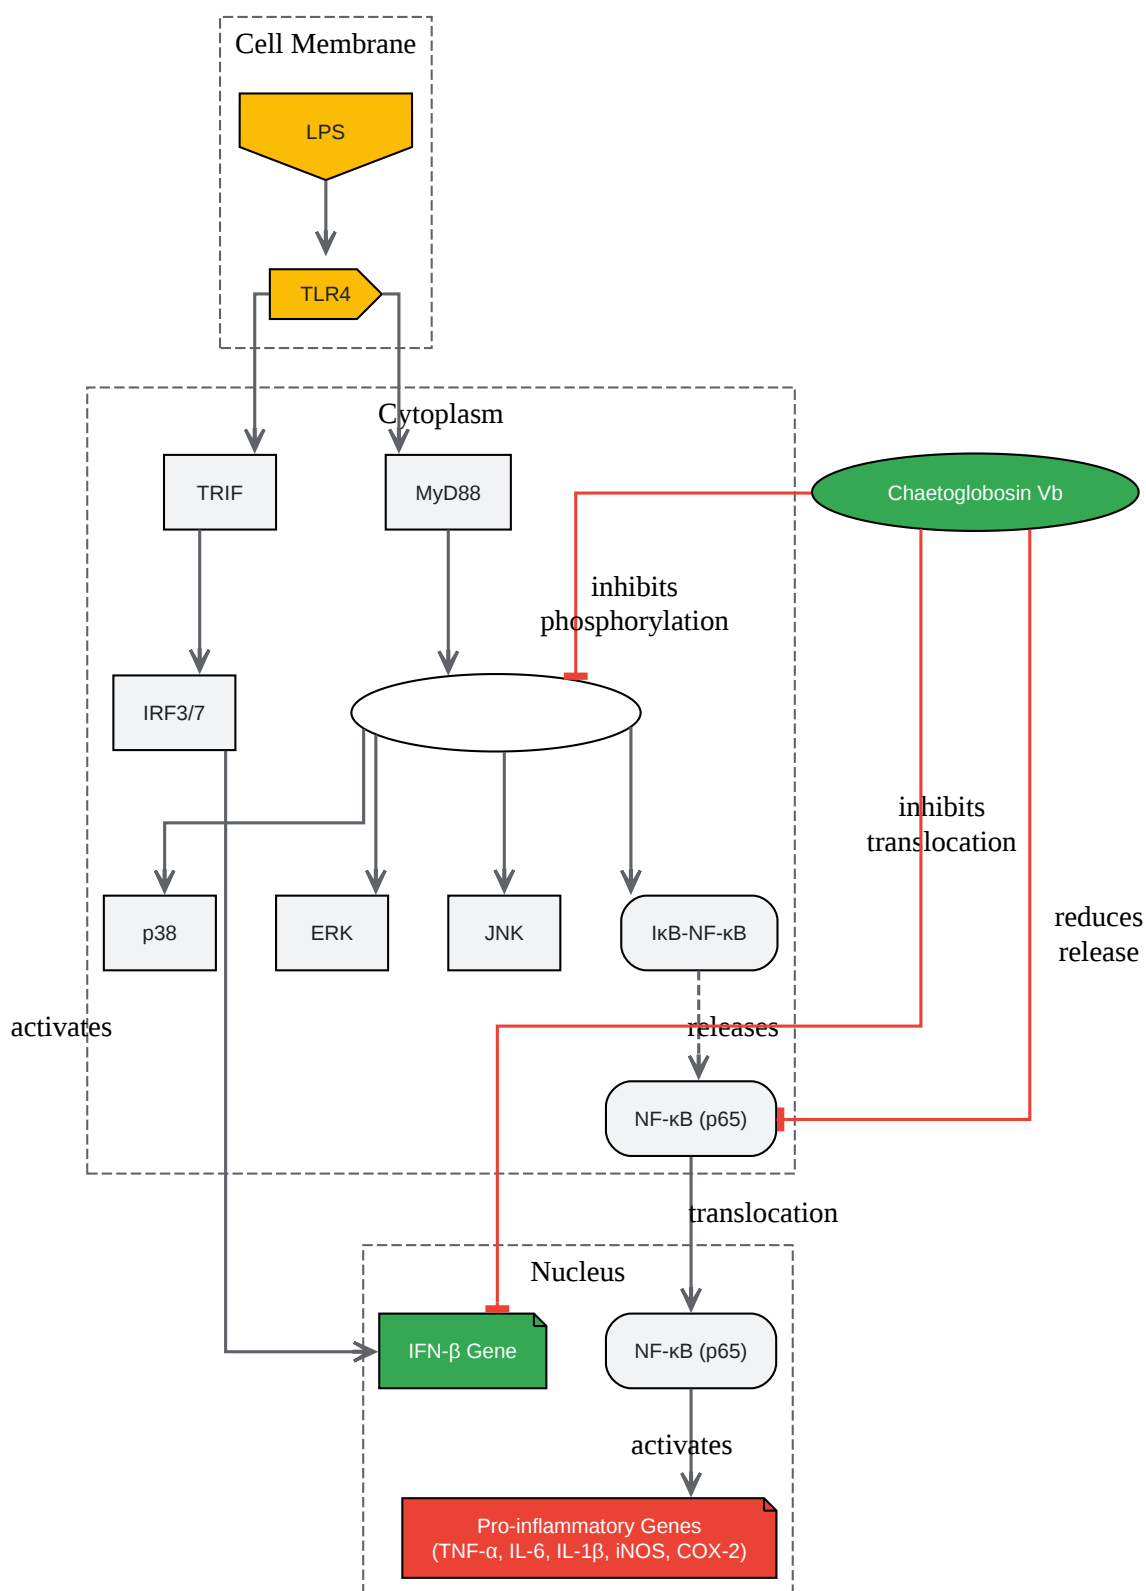 Cell Membrane
LPS
TLR4
Cytoplasm
TRIF
MyD88
Chaetoglobosin Vb
inhibits
phosphorylation
IRF3/7
inhibits
translocation
p38
ERK
JNK
IκB-NF-κB
reduces
release
activates
releases
NF-κB (p65)
translocation
Nucleus
IFN-β Gene
NF-κB (p65)
activates
Pro-inflammatory Genes
(TNF-α, IL-6, IL-1β, iNOS, COX-2)